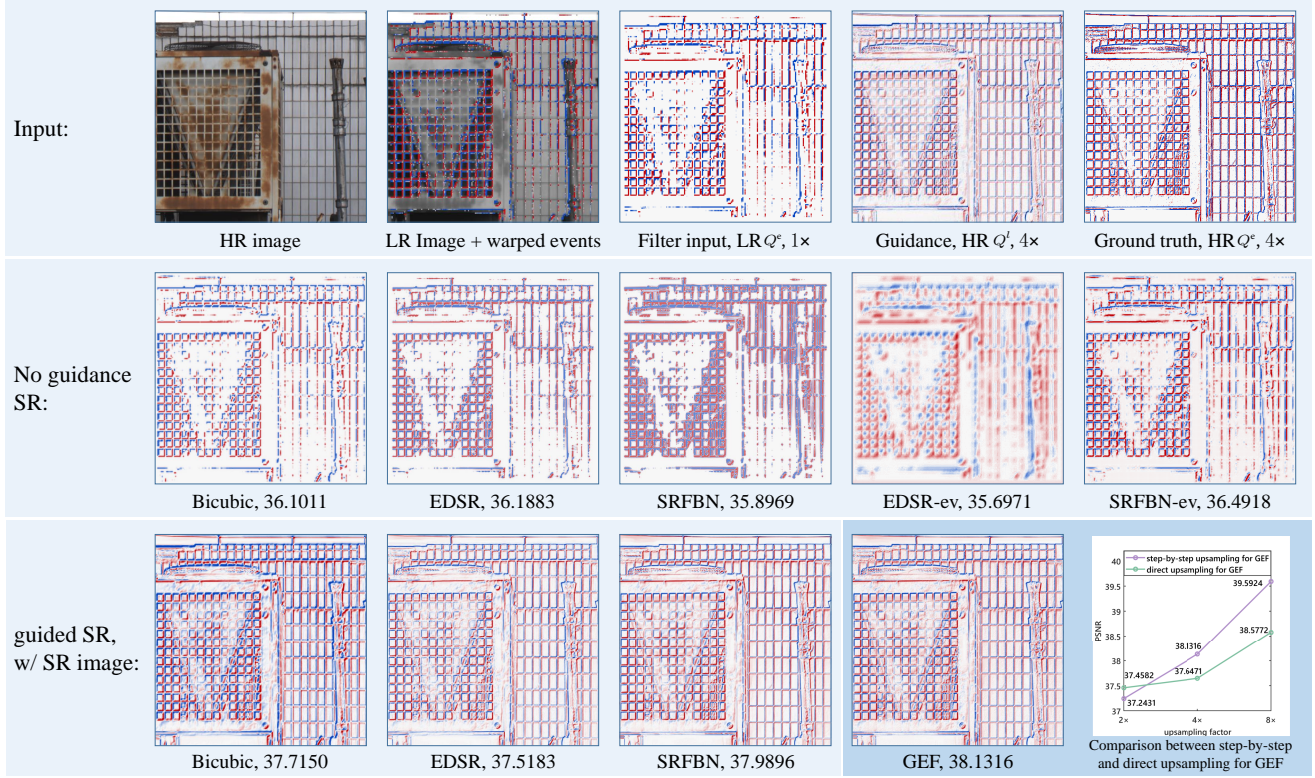 Input:
HR image
LR Image + warped events
Filter input, LR Qᵉ, 1×
Guidance, HR Qˡ, 4×
Ground truth, HR Qᵉ, 4×
No guidance
SR:
Bicubic, 36.1011
EDSR, 36.1883
SRFBN, 35.8969
EDSR-ev, 35.6971
SRFBN-ev, 36.4918
guided SR,
w/ SR image:
Bicubic, 37.7150
EDSR, 37.5183
SRFBN, 37.9896
GEF, 38.1316
step-by-step upsampling for GEF
direct upsampling for GEF
PSNR
40
39.5
39
38.5
38
37.5
37
39.5924
38.5772
38.1316
37.6471
37.4582
37.2431
2×
4×
8×
upsampling factor
Comparison between step-by-step
and direct upsampling for GEF